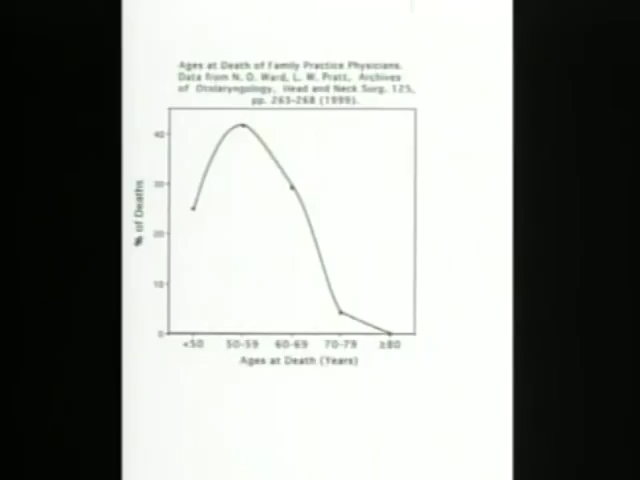 Ages at Death of Family Practice Physicians.
Data from N. D. Ward, L. W. Pratt, Archives
of Otolaryngology, Head and Neck Surg. 125,
pp. 263-268 (1999).
40
30
20
10
0
% of Deaths
<50 50-59 60-69 70-79 ≥80
Ages at Death (Years)